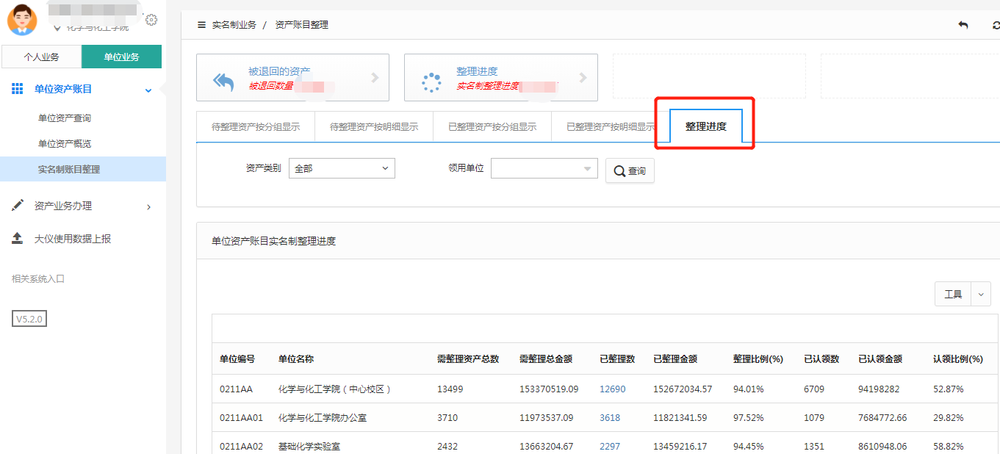 化学与化工学院
个人业务 单位业务
单位资产账目
单位资产查询
单位资产概览
实名制账目整理
资产业务办理
大仪使用数据上报
相关系统入口
V5.2.0
实名制业务 / 资产账目整理
被退回的资产
被退回数量
整理进度
实名制整理进度
待整理资产按分组显示 待整理资产按明细显示 已整理资产按分组显示 已整理资产按明细显示 整理进度
资产类别 全部 领用单位 查询
单位资产账目实名制整理进度
工具
单位编号 单位名称 需整理资产总数 需整理总金额 已整理数 已整理金额 整理比例(%) 已认领数 已认领金额 认领比例(%)
0211AA 化学与化工学院（中心校区） 13499 153370519.09 12690 152672034.57 94.01% 6709 94198282 52.87%
0211AA01 化学与化工学院办公室 3710 11973537.09 3618 11821341.59 97.52% 1079 7684772.66 29.82%
0211AA02 基础化学实验室 2432 13663204.67 2297 13459216.17 94.45% 1351 8610948.06 58.82%